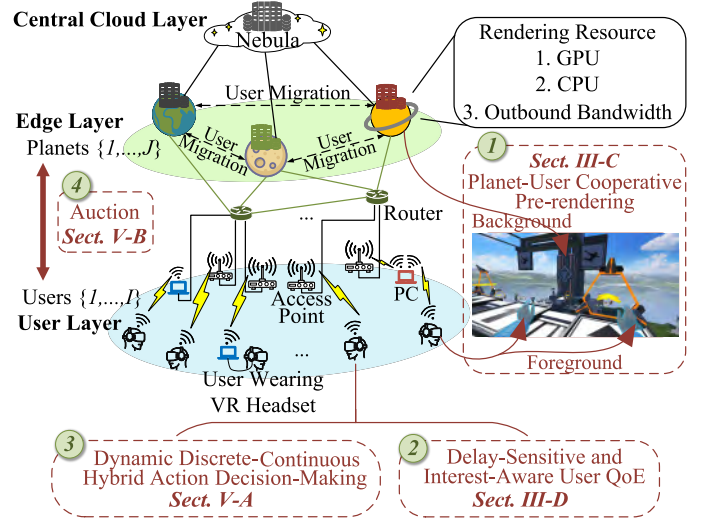 Central Cloud Layer
Nebula
Rendering Resource
1. GPU
2. CPU
3. Outbound Bandwidth
User Migration
Edge Layer
Planets {1,...,J}
User
Migration
User
Migration
1
Sect. III-C
Planet-User Cooperative
Pre-rendering
Background
Foreground
4
Auction
Sect. V-B
...
Router
Users {1,...,I}
User Layer
Access
Point
PC
...
User Wearing
VR Headset
3
Dynamic Discrete-Continuous
Hybrid Action Decision-Making
Sect. V-A
2
Delay-Sensitive and
Interest-Aware User QoE
Sect. III-D